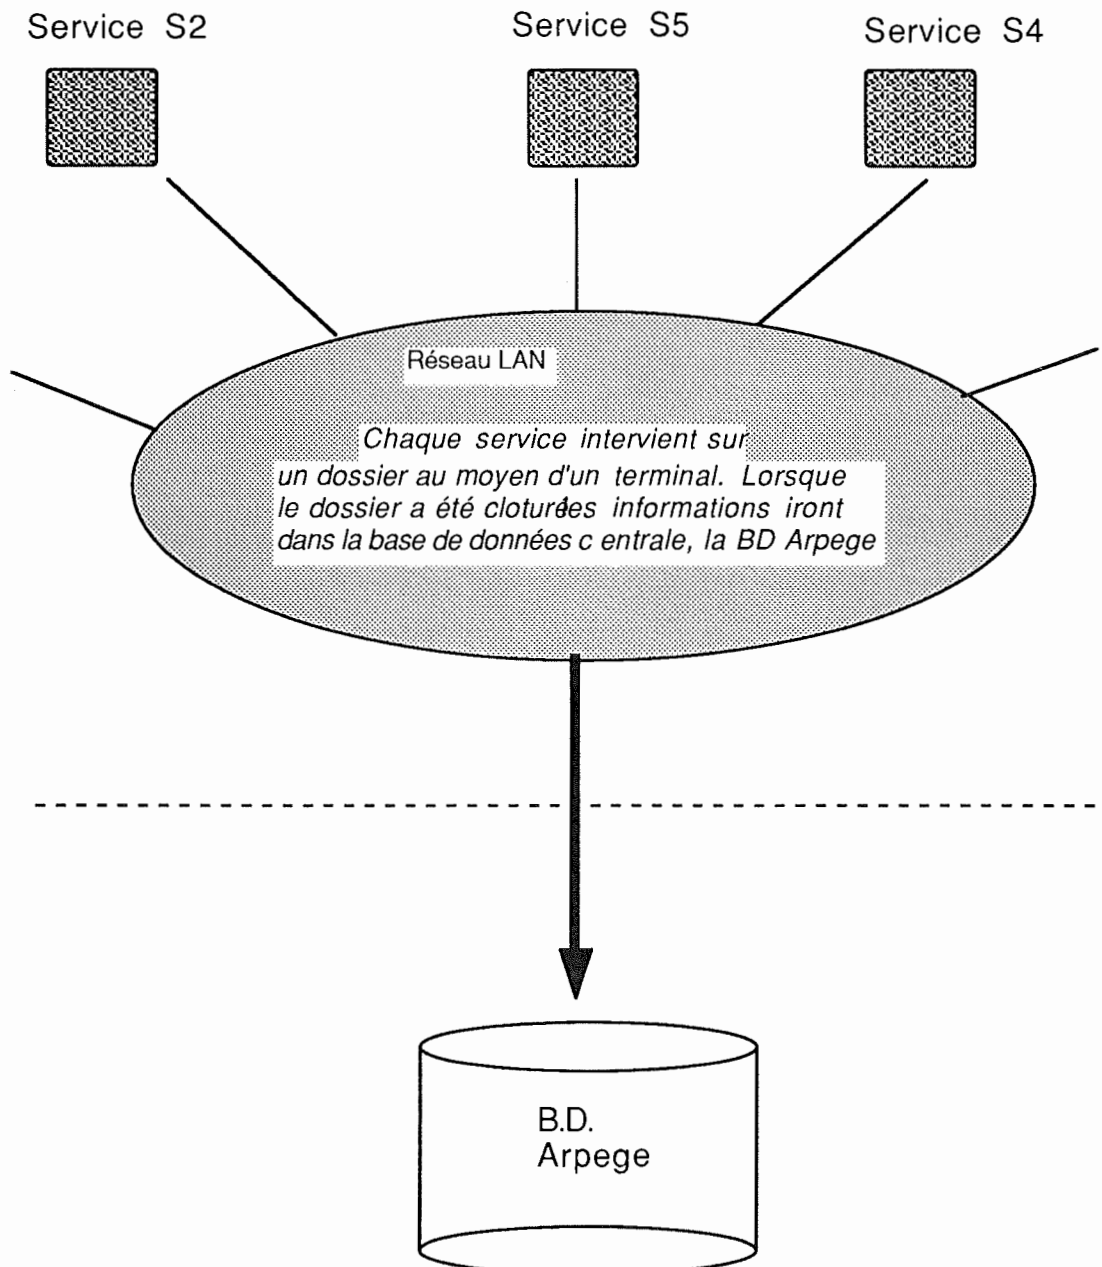 Service S2
Service S5
Service S4
Réseau LAN
Chaque service intervient sur
un dossier au moyen d'un terminal. Lorsque
le dossier a été cloturé les informations iront
dans la base de données c entrale, la BD Arpege
B.D.
Arpege